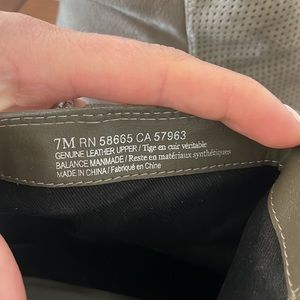 7M RN 58665 CA 57963
GENUINE LEATHER UPPER / Tige en cuir véritable
BALANCE MANMADE / Reste en matériaux synthétiques
MADE IN CHINA / Fabriqué en Chine